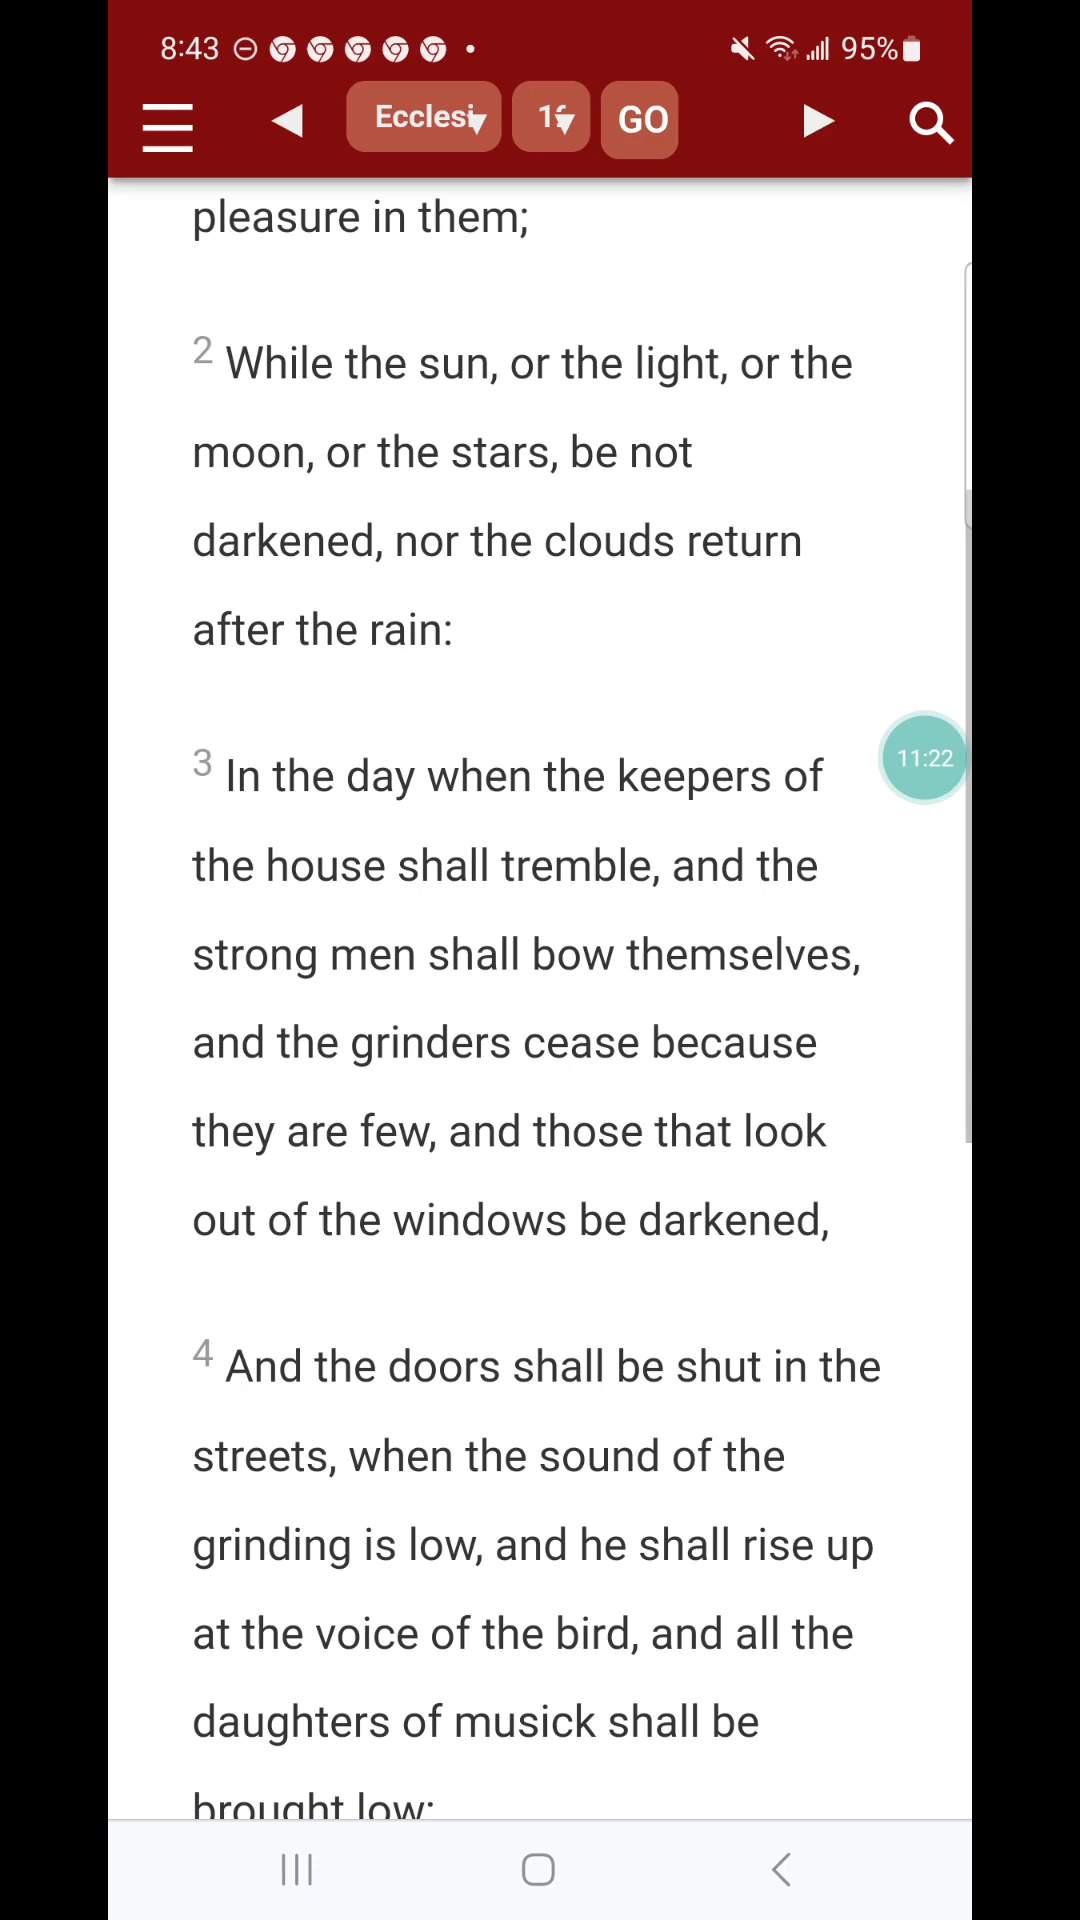 8:43
95%
Ecclesi
GO
pleasure in them;
2 While the sun, or the light, or the
moon, or the stars, be not
darkened, nor the clouds return
after the rain:
3 In the day when the keepers of
11:22
the house shall tremble, and the
strong men shall bow themselves,
and the grinders cease because
they are few, and those that look
out of the windows be darkened,
4 And the doors shall be shut in the
streets, when the sound of the
grinding is low, and he shall rise up
at the voice of the bird, and all the
daughters of musick shall be
brought low;